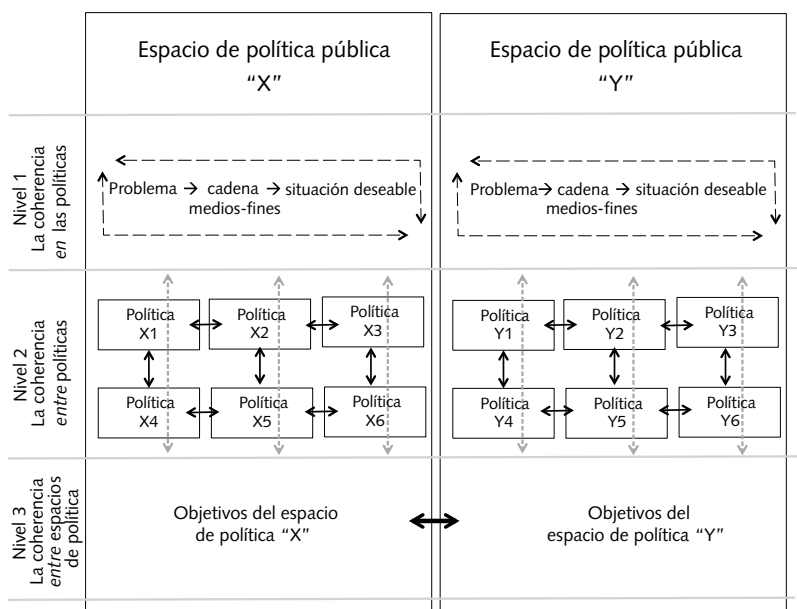 Espacio de política pública
“X”
Espacio de política pública
“Y”
Nivel 1
La coherencia
en las políticas
Problema → cadena → situación deseable
medios-fines
Problema → cadena → situación deseable
medios-fines
Nivel 2
La coherencia
entre políticas
Política
X1
Política
X2
Política
X3
Política
X4
Política
X5
Política
X6
Política
Y1
Política
Y2
Política
Y3
Política
Y4
Política
Y5
Política
Y6
Nivel 3
La coherencia
entre espacios
de política
Objetivos del espacio
de política “X”
Objetivos del
espacio de política “Y”